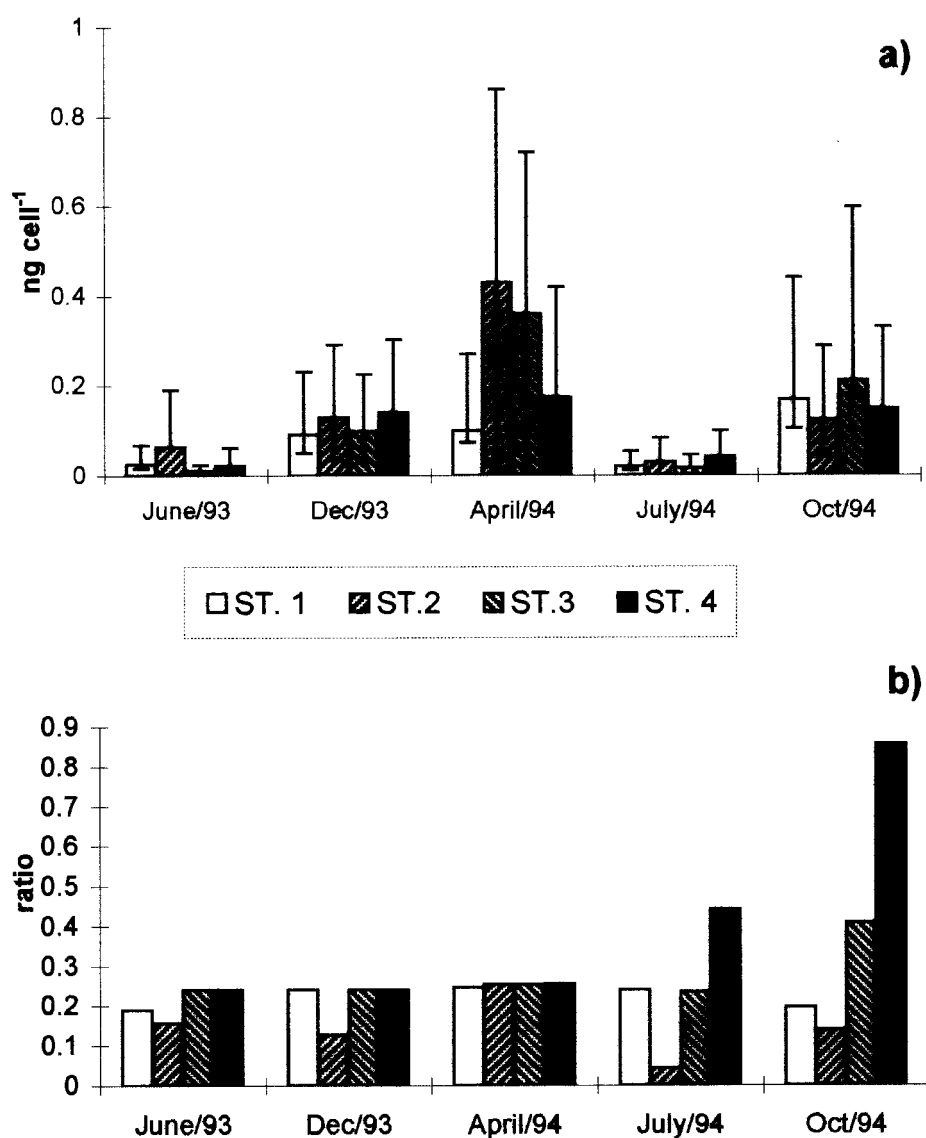 a)
1
0.8
0.6
0.4
0.2
0
ng cell⁻¹
June/93 Dec/93 April/94 July/94 Oct/94
ST. 1 ST.2 ST.3 ST. 4
b)
0.9
0.8
0.7
0.6
0.5
0.4
0.3
0.2
0.1
0
ratio
June/93 Dec/93 April/94 July/94 Oct/94